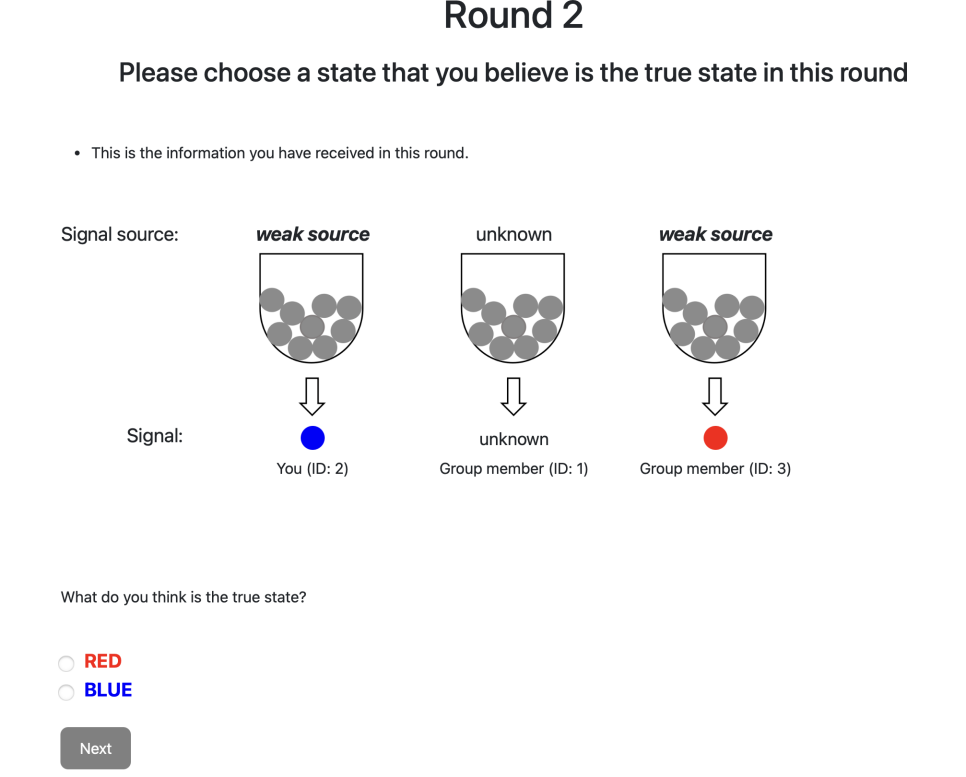 Round 2
Please choose a state that you believe is the true state in this round
• This is the information you have received in this round.
Signal source: weak source unknown weak source
Signal: unknown
You (ID: 2) Group member (ID: 1) Group member (ID: 3)
What do you think is the true state?
RED
BLUE
Next